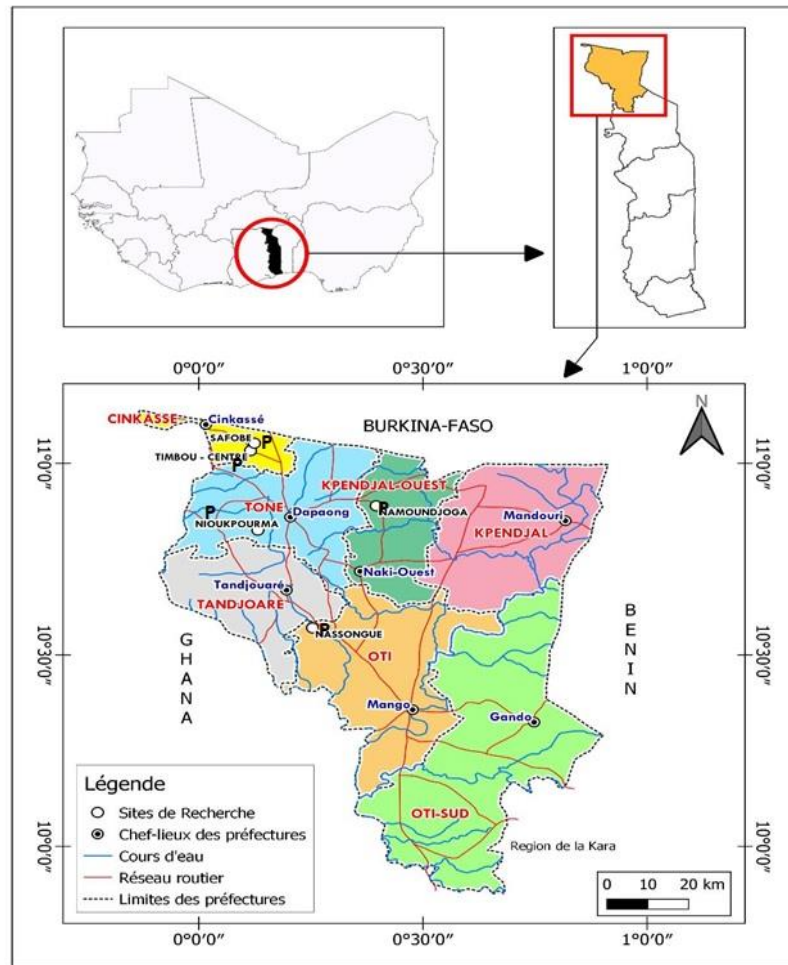 0°0'0" 0°30'0" 1°0'0"
N
BURKINA-FASO
CINKASSE
Cinkassé
SAFOBE P
TIMBOU - CENTRE
P
11°0'0" 11°0'0"
KPENDJAL-OUEST
P TONE
NIOUKPOURMA
Dapaong
P
NAMOUNDJOGA
Mandouri
KPENDJAL
Naki-Ouest
Tandjouaré
TANDJOARE
P
NASSONGUE
OTI
GHANA
BENIN
10°30'0" 10°30'0"
Mango
Gando
OTI-SUD
Region de la Kara
10°0'0" 10°0'0"
Légende
Sites de Recherche
Chef-lieux des préfectures
Cours d'eau
Réseau routier
Limites des préfectures
0 10 20 km
0°0'0" 0°30'0" 1°0'0"